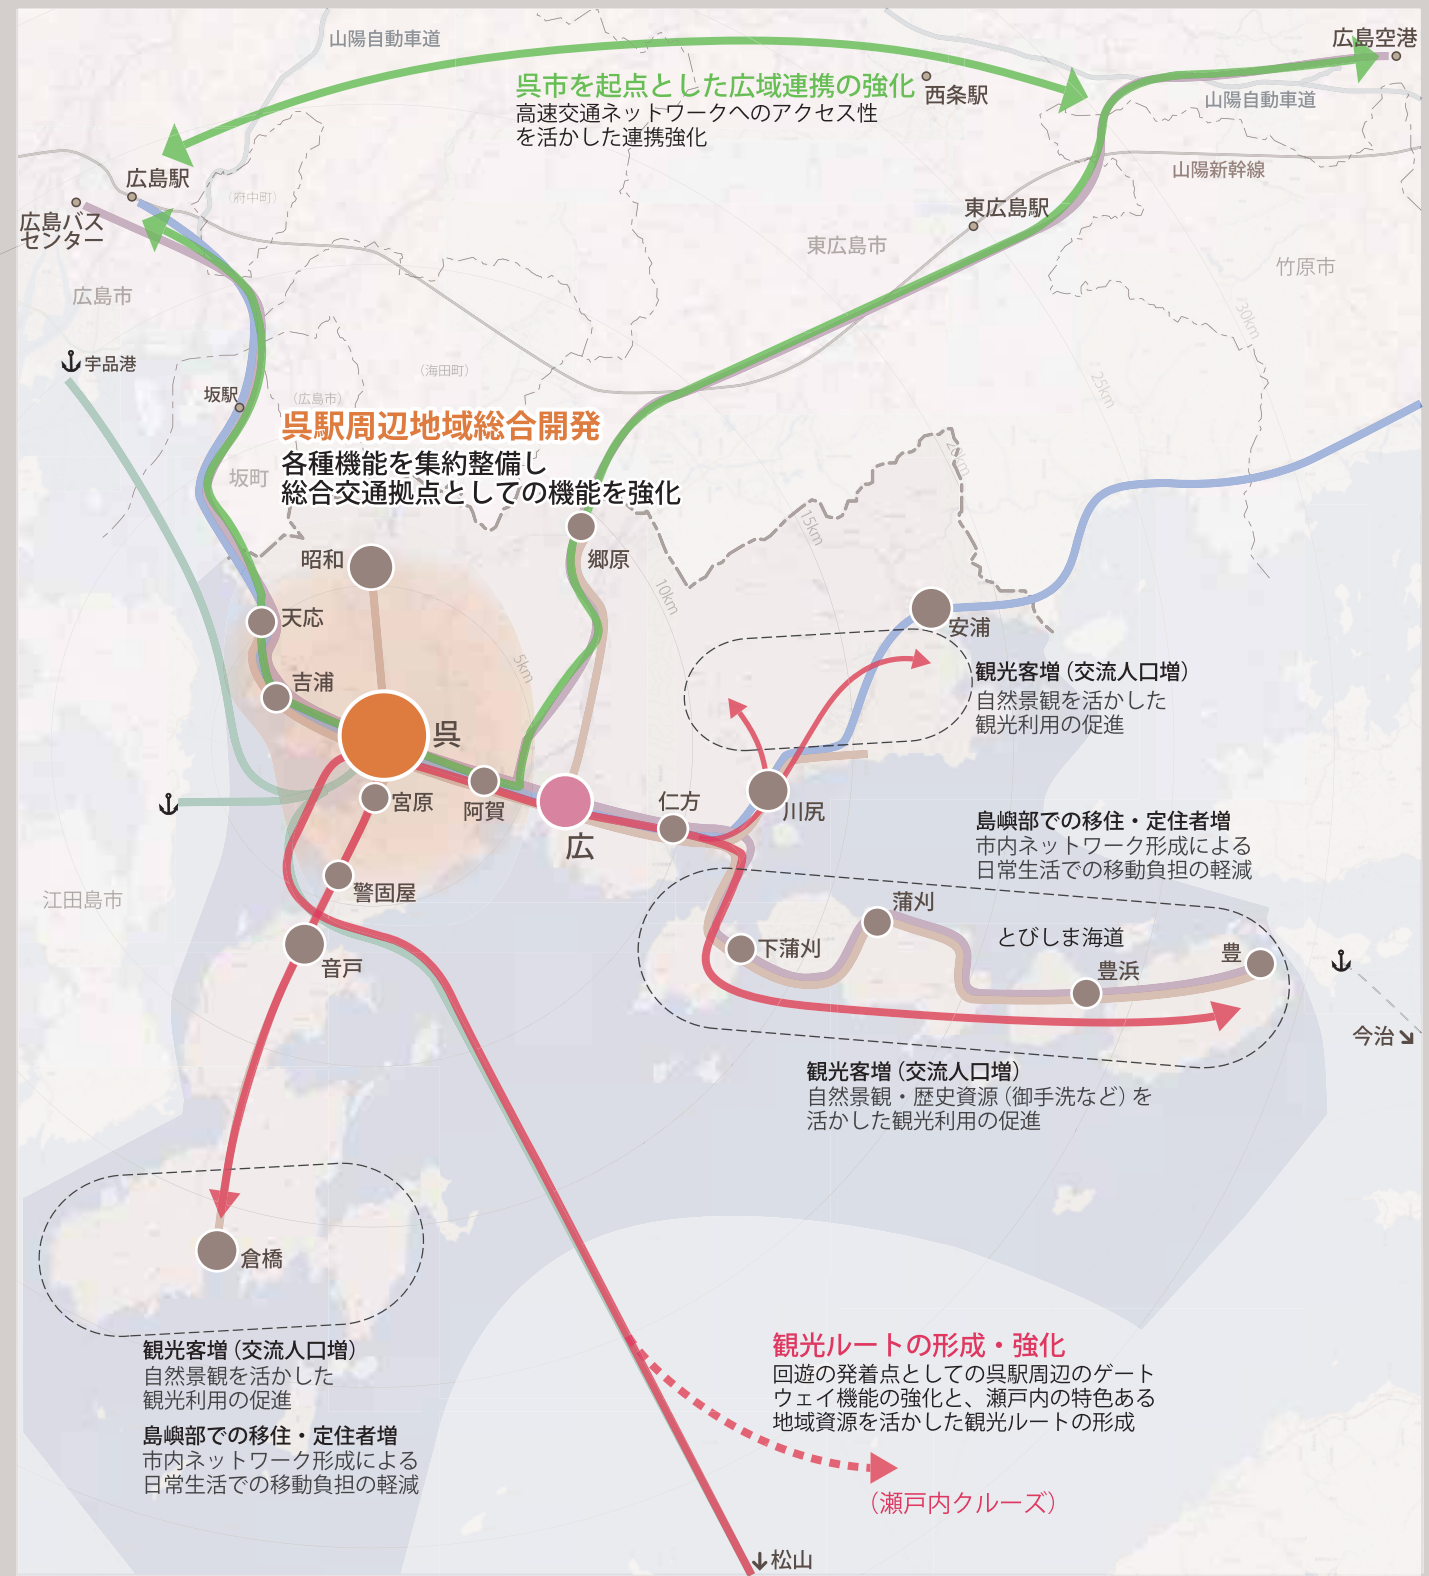 山陽自動車道
広島空港
呉市を起点とした広域連携の強化
高速交通ネットワークへのアクセス性
を活かした連携強化
西条駅
山陽自動車道
山陽新幹線
広島駅
(府中町)
広島バス
センター
東広島駅
東広島市
竹原市
広島市
30km
宇品港
(海田町)
坂駅
(広島市)
25km
呉駅周辺地域総合開発
各種機能を集約整備し
総合交通拠点としての機能を強化
坂町
20km
15km
昭和
郷原
10km
天応
安浦
5km
吉浦
観光客増(交流人口増)
自然景観を活かした
観光利用の促進
呉
宮原
阿賀
仁方
川尻
広
島嶼部での移住・定住者増
市内ネットワーク形成による
日常生活での移動負担の軽減
江田島市
警固屋
蒲刈
下蒲刈
とびしま海道
豊
音戸
豊浜
今治
観光客増(交流人口増)
自然景観・歴史資源(御手洗など)を
活かした観光利用の促進
倉橋
観光客増(交流人口増)
自然景観を活かした
観光利用の促進
島嶼部での移住・定住者増
市内ネットワーク形成による
日常生活での移動負担の軽減
観光ルートの形成・強化
回遊の発着点としての呉駅周辺のゲート
ウェイ機能の強化と、瀬戸内の特色ある
地域資源を活かした観光ルートの形成
(瀬戸内クルーズ)
松山